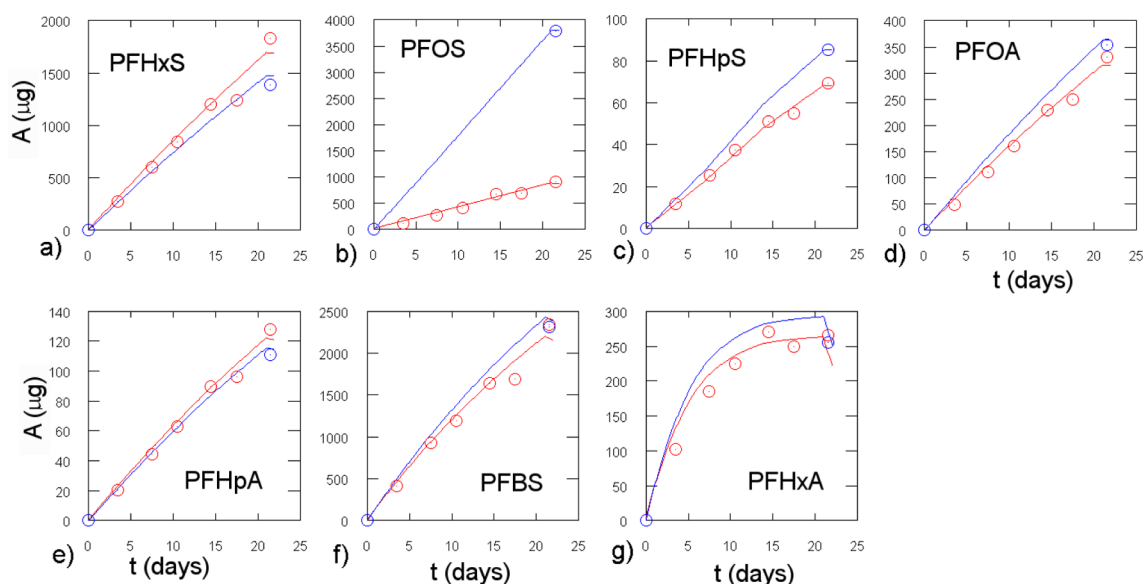 PFHxS
PFOS
PFHpS
PFOA
A (µg)
2000
1500
1000
500
0
0 5 10 15 20 25
a)
4000
3500
3000
2500
2000
1500
1000
500
0
0 5 10 15 20 25
b)
100
80
60
40
20
0
0 5 10 15 20 25
c)
400
350
300
250
200
150
100
50
0
0 5 10 15 20 25
d)
t (days)
A (µg)
140
120
100
80
60
40
20
0
PFHpA
0 5 10 15 20 25
e)
t (days)
2500
2000
1500
1000
500
0
PFBS
0 5 10 15 20 25
f)
t (days)
300
250
200
150
100
50
0
PFHxA
0 5 10 15 20 25
g)
t (days)